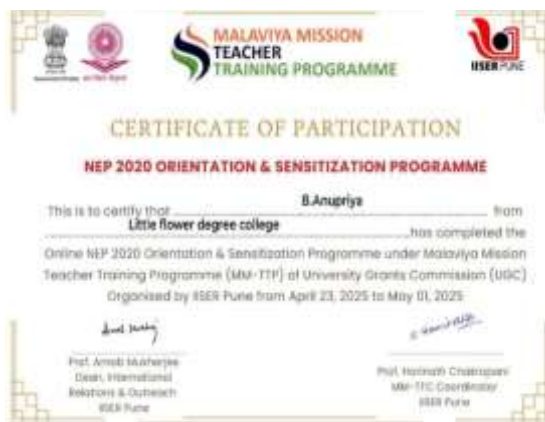 MALAVIYA MISSION
TEACHER
TRAINING PROGRAMME
IISER PUNE
CERTIFICATE OF PARTICIPATION
NEP 2020 ORIENTATION & SENSITIZATION PROGRAMME
This is to certify that B.Anupriya from
Little flower degree college has completed the
Online NEP 2020 Orientation & Sensitization Programme under Malaviya Mission
Teacher Training Programme (MM-TTP) of University Grants Commission (UGC)
Organised by IISER Pune from April 23, 2025 to May 01, 2025
Prof. Arnab Mukherjee
Dean, International
Relations & Outreach
IISER Pune
Prof. Harinath Chakrapani
MM-TTC Coordinator
IISER Pune